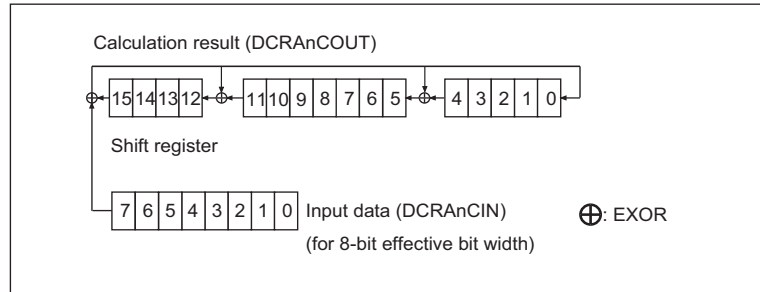 Calculation result (DCRAnCOUT)
15 14 13 12 11 10 9 8 7 6 5 4 3 2 1 0
Shift register
7 6 5 4 3 2 1 0 Input data (DCRAnCIN) ⊕: EXOR
(for 8-bit effective bit width)